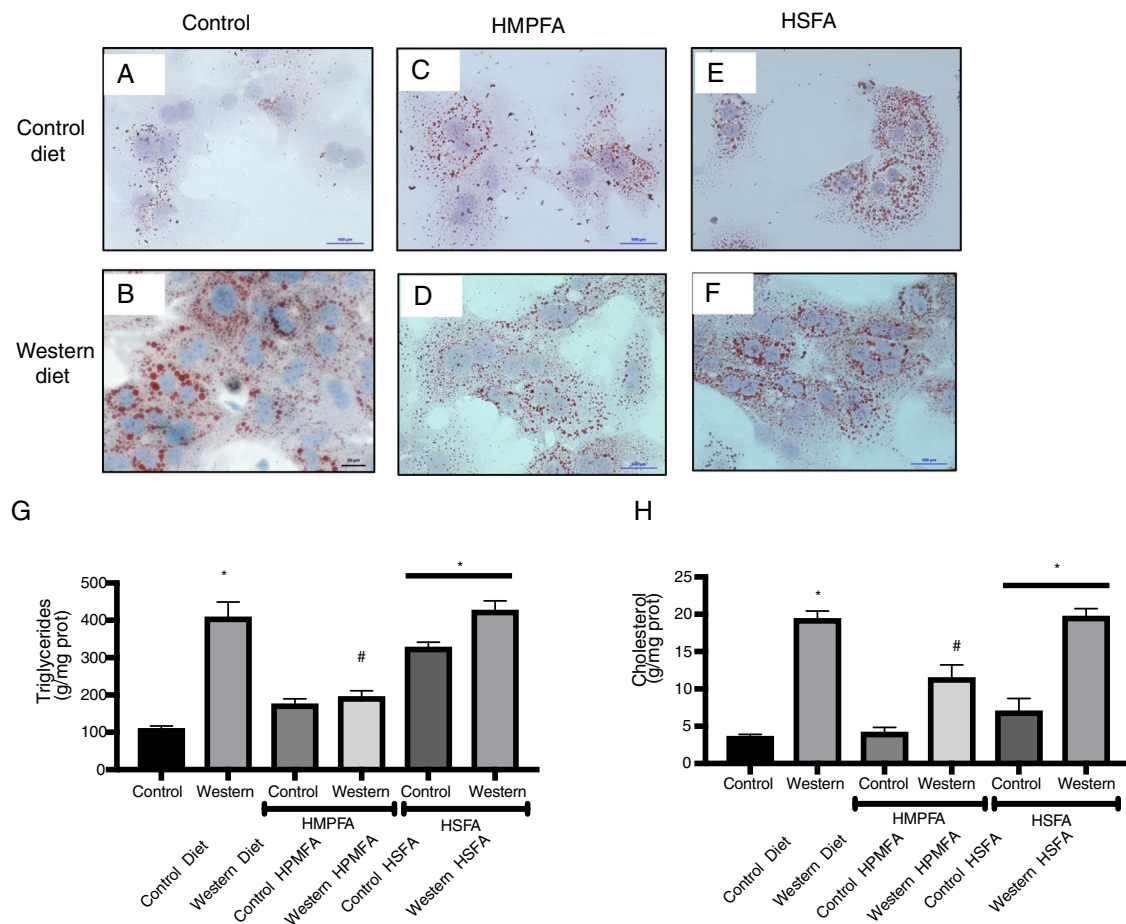 Control
HMPFA
HSFA
A
C
E
Control
diet
B
D
F
Western
diet
G
H
Triglycerides
(g/mg prot)
500
400
300
200
100
0
*
#
*
Control
Western
Control
Western
Control
Western
HMPFA
HSFA
Control Diet
Western Diet
Control HPMFA
Western HPMFA
Control HSFA
Western HSFA
Cholesterol
(g/mg prot)
25
20
15
10
5
0
*
#
*
Control
Western
Control
Western
Control
Western
HMPFA
HSFA
Control Diet
Western Diet
Control HPMFA
Western HPMFA
Control HSFA
Western HSFA